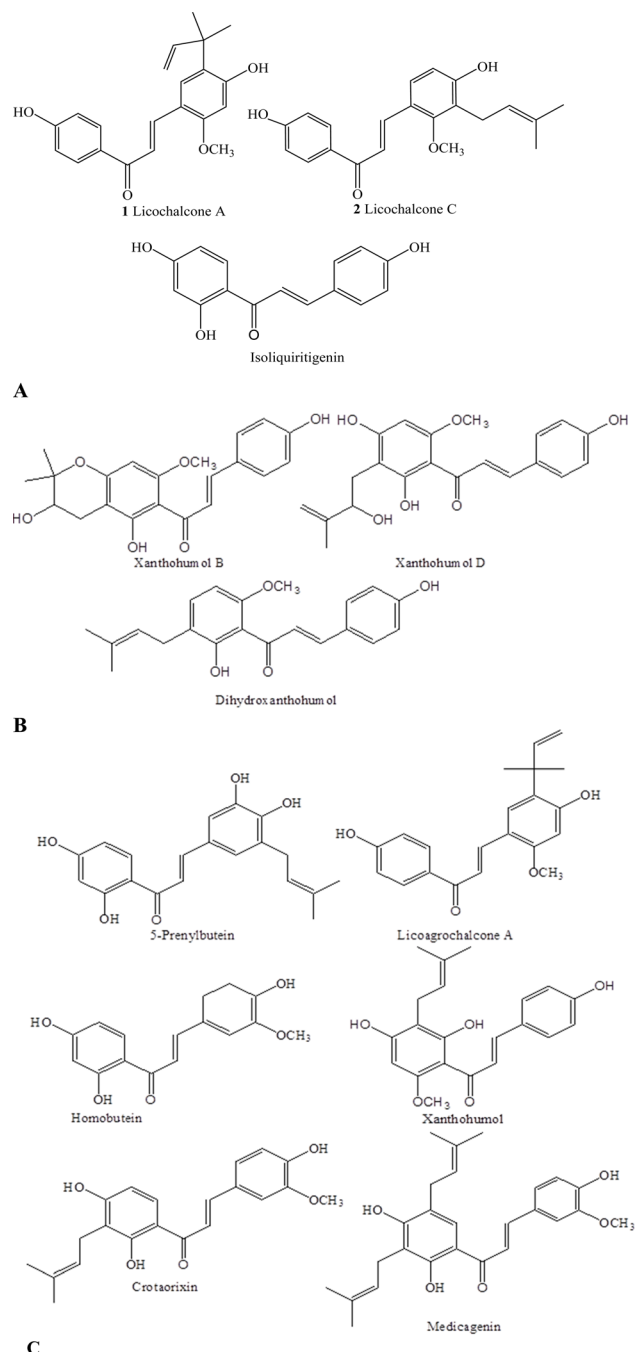 OH
OH
HO
HO
OCH3
OCH3
O
O
1 Licochalcone A
2 Licochalcone C
HO
OH
OH
O
Isoliquiritigenin
A
OH
HO
OCH3
OH
O
OCH3
HO
OH
O
OH
OH
O
Xanthohumol B
Xanthohumol D
OCH3
OH
OH
O
Dihydroxanthohumol
B
OH
OH
HO
OH
O
5-Prenylbutein
OH
HO
OCH3
O
Licoagrochalcone A
OH
HO
OCH3
OH
O
Homobutein
OH
HO
OH
OCH3
O
Xanthohumol
OH
HO
OCH3
OH
O
Crotaorixin
OH
HO
OCH3
OH
O
Medicagenin
C